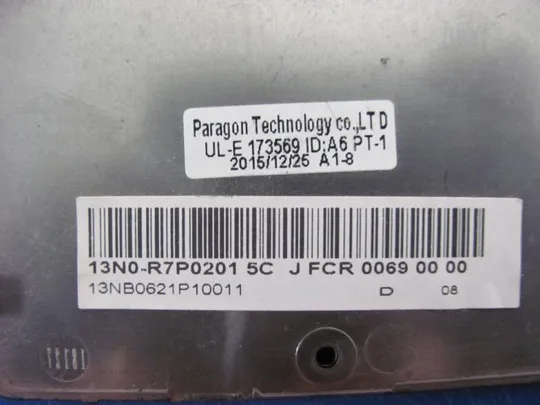 Paragon Technology co.,LTD
UL-E 173569 ID:A6 PT-1
2015/12/25 A1-8
13N0-R7P0201 5C J FCR 0069 00 00
13NB0621P10011 D 08